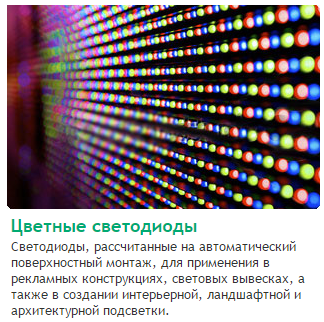 Цветные светодиоды
Светодиоды, рассчитанные на автоматический
поверхностный монтаж, для применения в
рекламных конструкциях, световых вывесках, а
также в создании интерьерной, ландшафтной и
архитектурной подсветки.